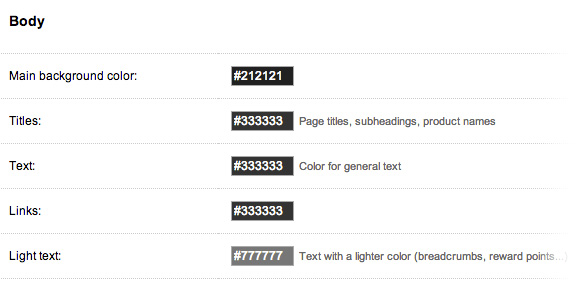 Body
Main background color: #212121
Titles: #333333 Page titles, subheadings, product names
Text: #333333 Color for general text
Links: #333333
Light text: #777777 Text with a lighter color (breadcrumbs, reward points...)